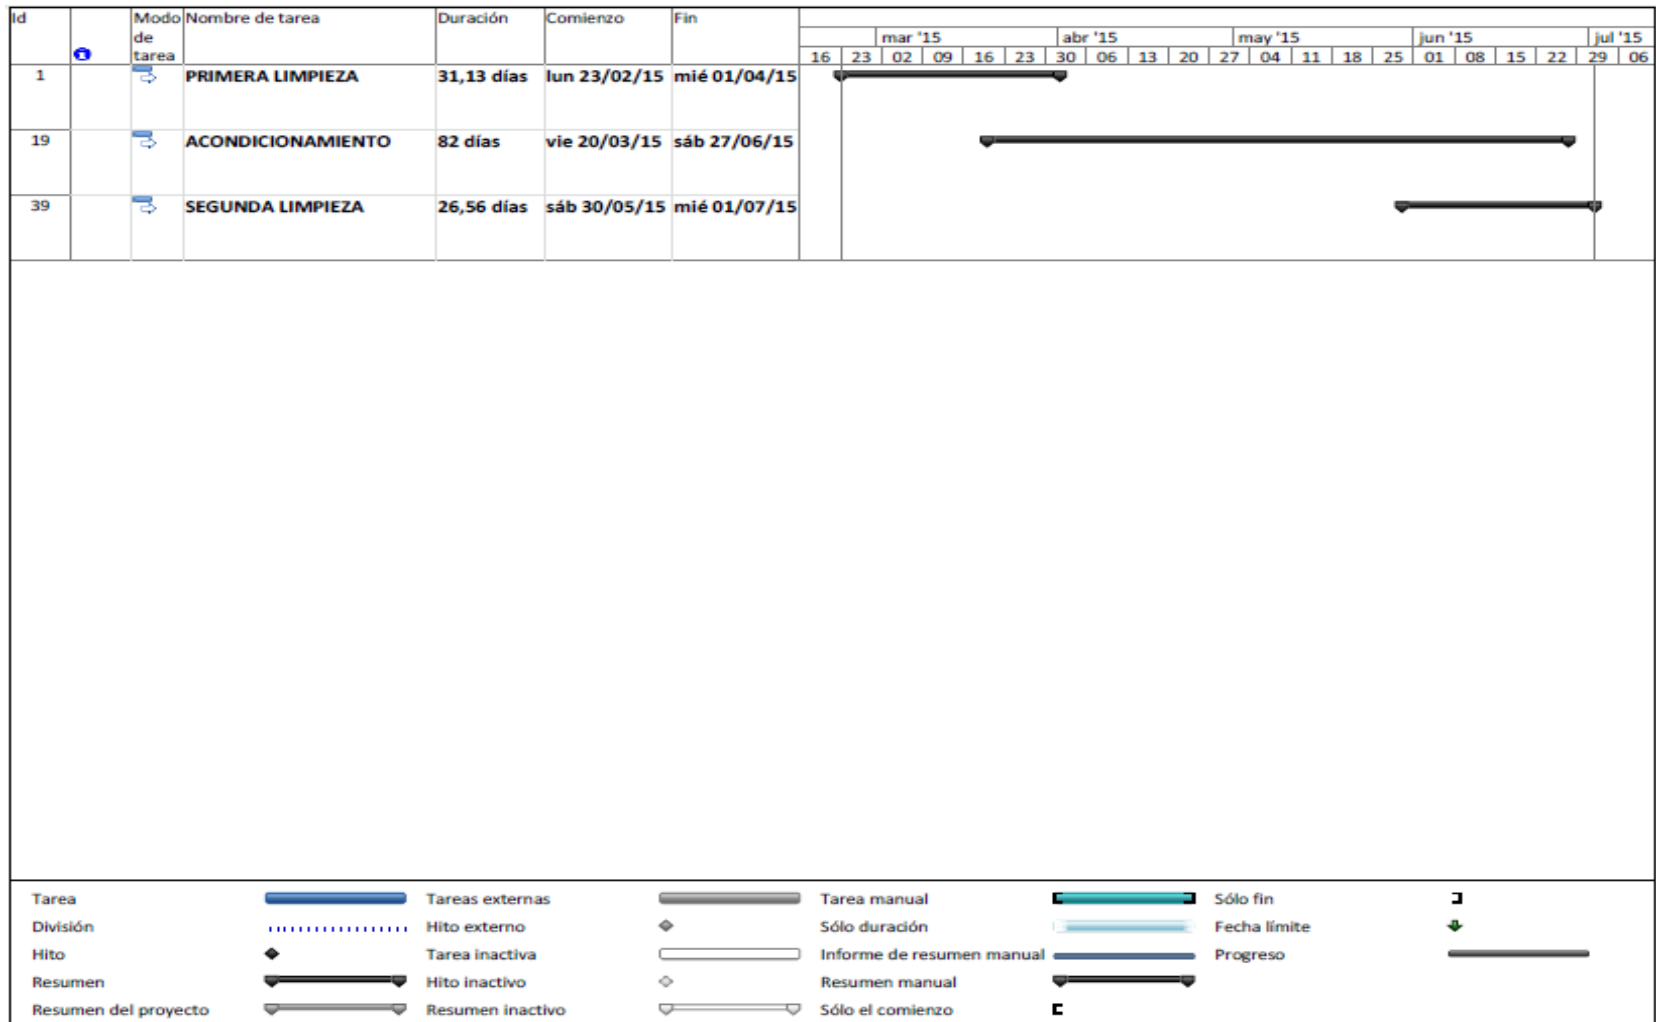 Id Modo de tarea Nombre de tarea Duración Comienzo Fin
mar '15 abr '15 may '15 jun '15 jul '15
16 23 02 09 16 23 30 06 13 20 27 04 11 18 25 01 08 15 22 29 06
1 PRIMERA LIMPIEZA 31,13 días lun 23/02/15 mié 01/04/15
19 ACONDICIONAMIENTO 82 días vie 20/03/15 sáb 27/06/15
39 SEGUNDA LIMPIEZA 26,56 días sáb 30/05/15 mié 01/07/15
Tarea Tareas externas Tarea manual Sólo fin
División Hito externo Sólo duración Fecha límite
Hito Tarea inactiva Informe de resumen manual Progreso
Resumen Hito inactivo Resumen manual
Resumen del proyecto Resumen inactivo Sólo el comienzo